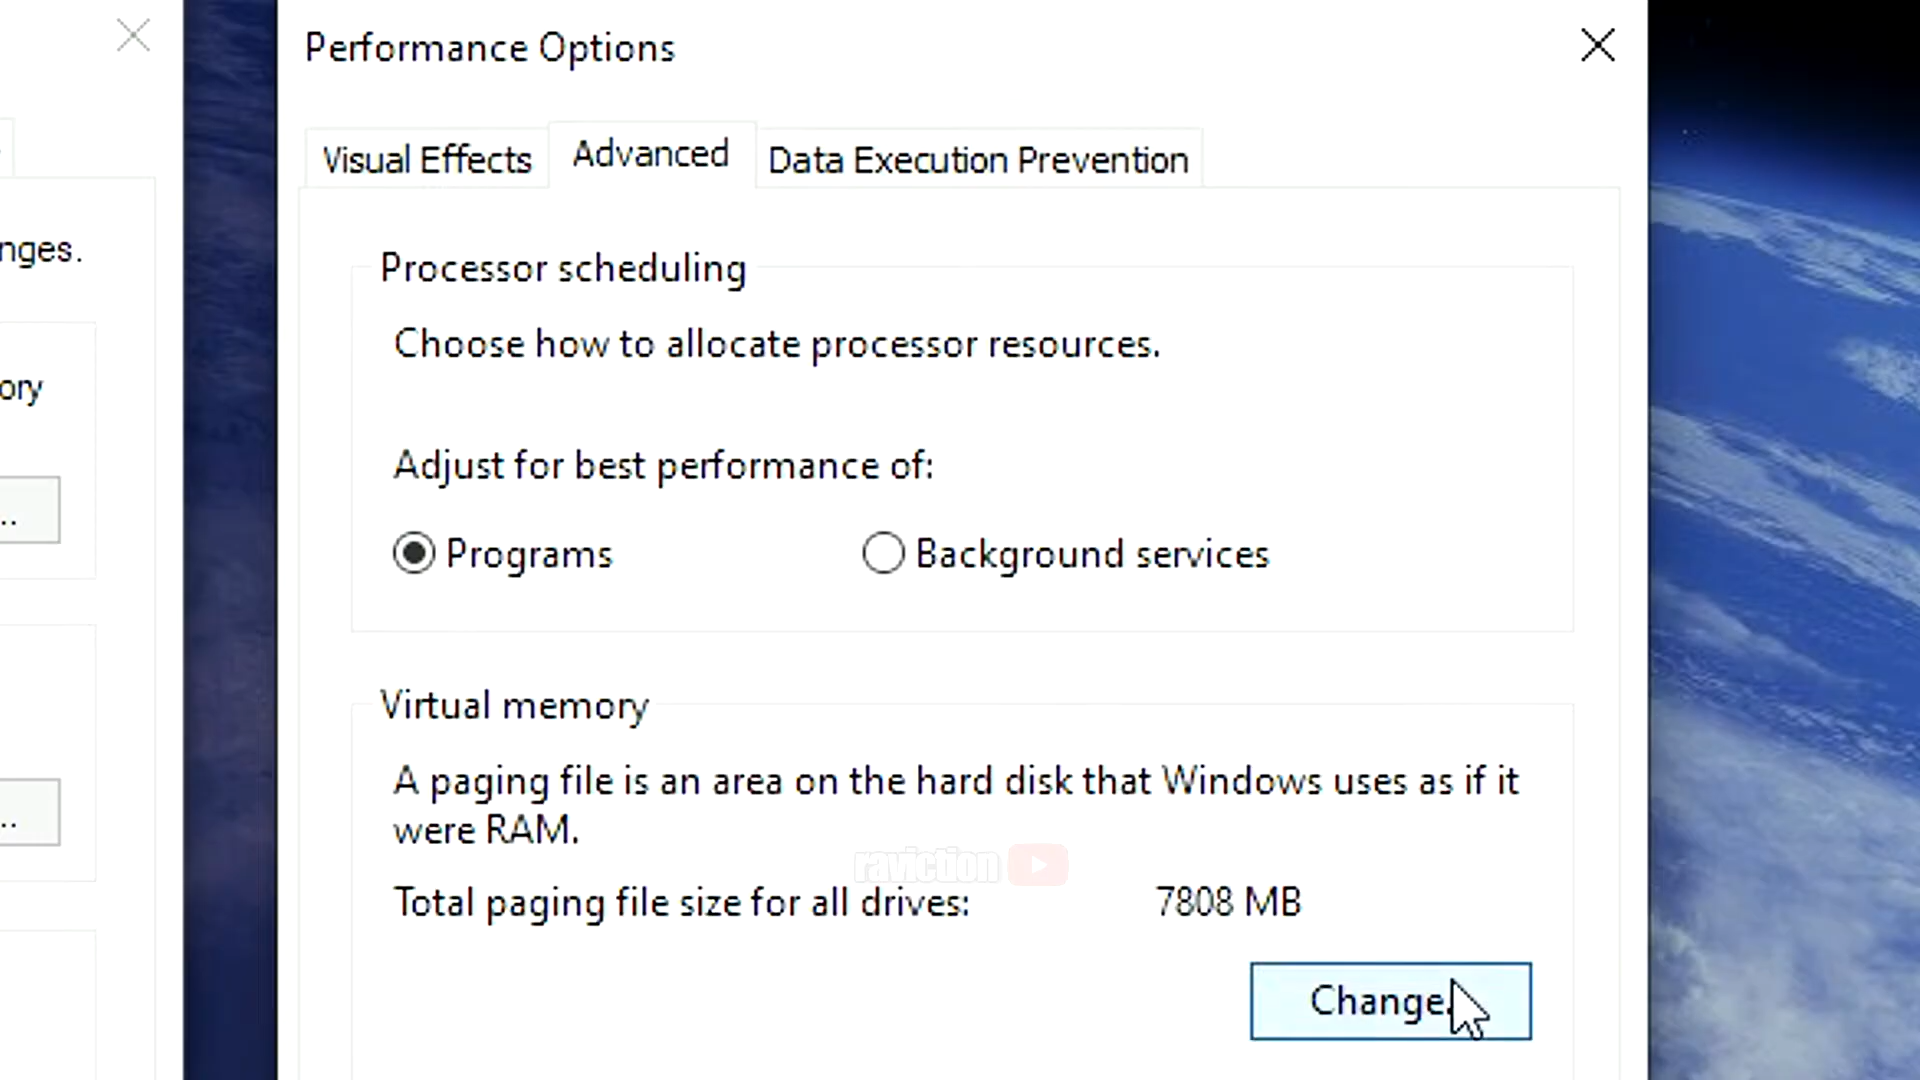 Performance Options
Visual Effects
Advanced
Data Execution Prevention
nges.
Processor scheduling
Choose how to allocate processor resources.
ory
Adjust for best performance of:
..
Programs
Background services
Virtual memory
A paging file is an area on the hard disk that Windows uses as if it
were RAM.
..
raviction
Total paging file size for all drives:
7808 MB
Change.